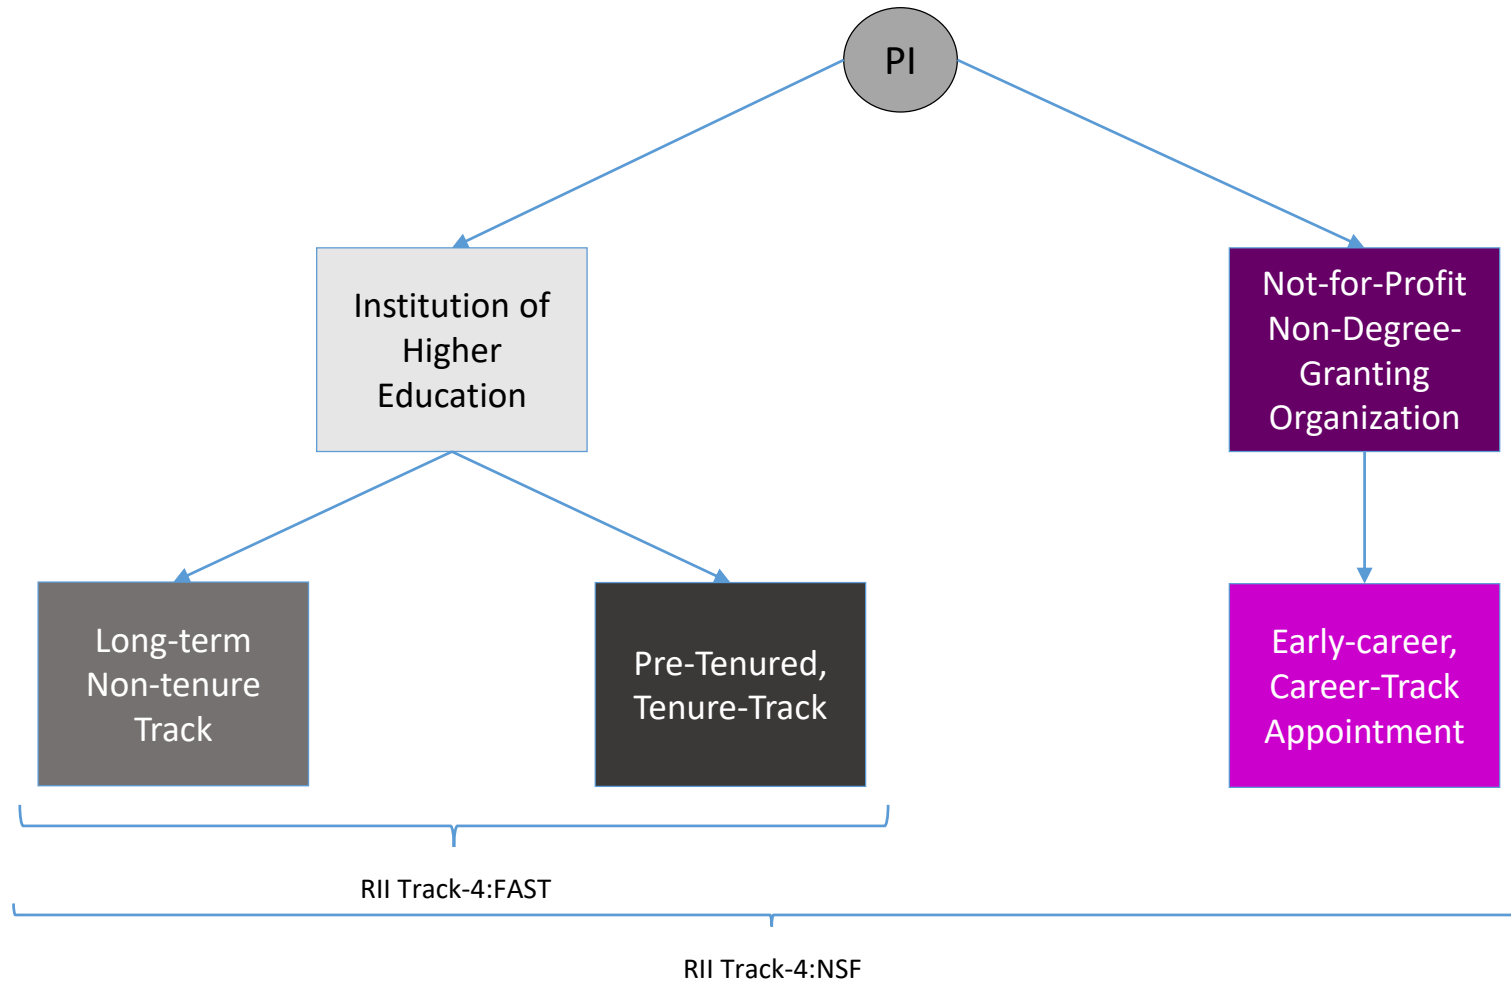 PI
Institution of
Higher
Education
Not-for-Profit
Non-Degree-
Granting
Organization
Long-term
Non-tenure
Track
Pre-Tenured,
Tenure-Track
Early-career,
Career-Track
Appointment
RII Track-4:FAST
RII Track-4:NSF